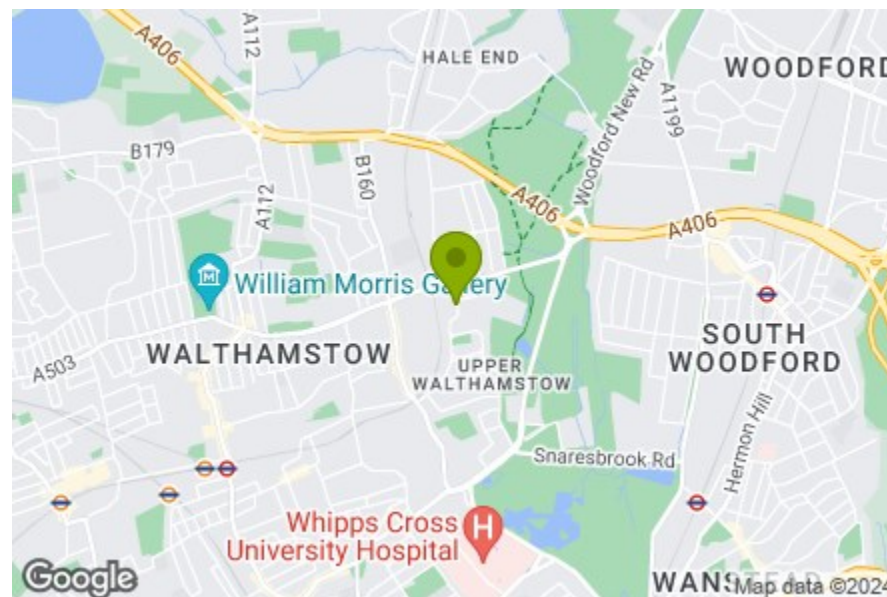 A406
A112
HALE END
WOODFORD
Woodford New Rd
A1199
B179
B160
A112
A406
A406
William Morris Gallery
A503
WALTHAMSTOW
UPPER
WALTHAMSTOW
SOUTH
WOODFORD
Hermon Hill
Snaresbrook Rd
Whipps Cross
University Hospital
H
Google
WANSTEAD
Map data ©2024